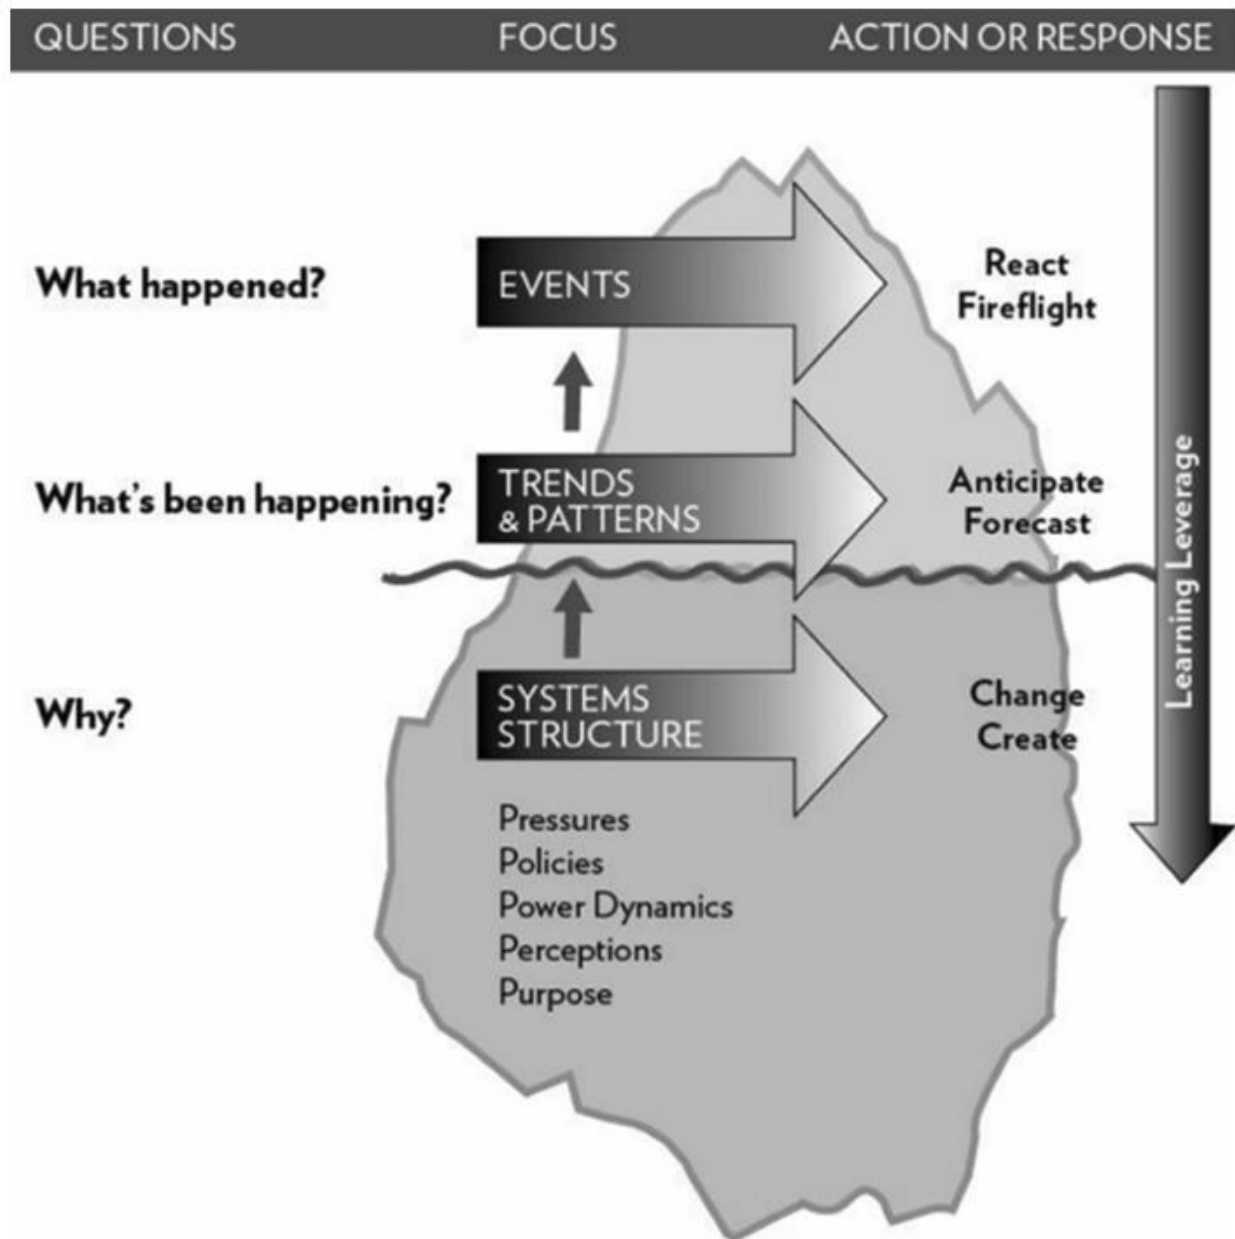 QUESTIONS FOCUS ACTION OR RESPONSE
What happened?
EVENTS
React
Fireflight
What's been happening?
TRENDS
& PATTERNS
Anticipate
Forecast
Why?
SYSTEMS
STRUCTURE
Change
Create
Pressures
Policies
Power Dynamics
Perceptions
Purpose
Learning Leverage